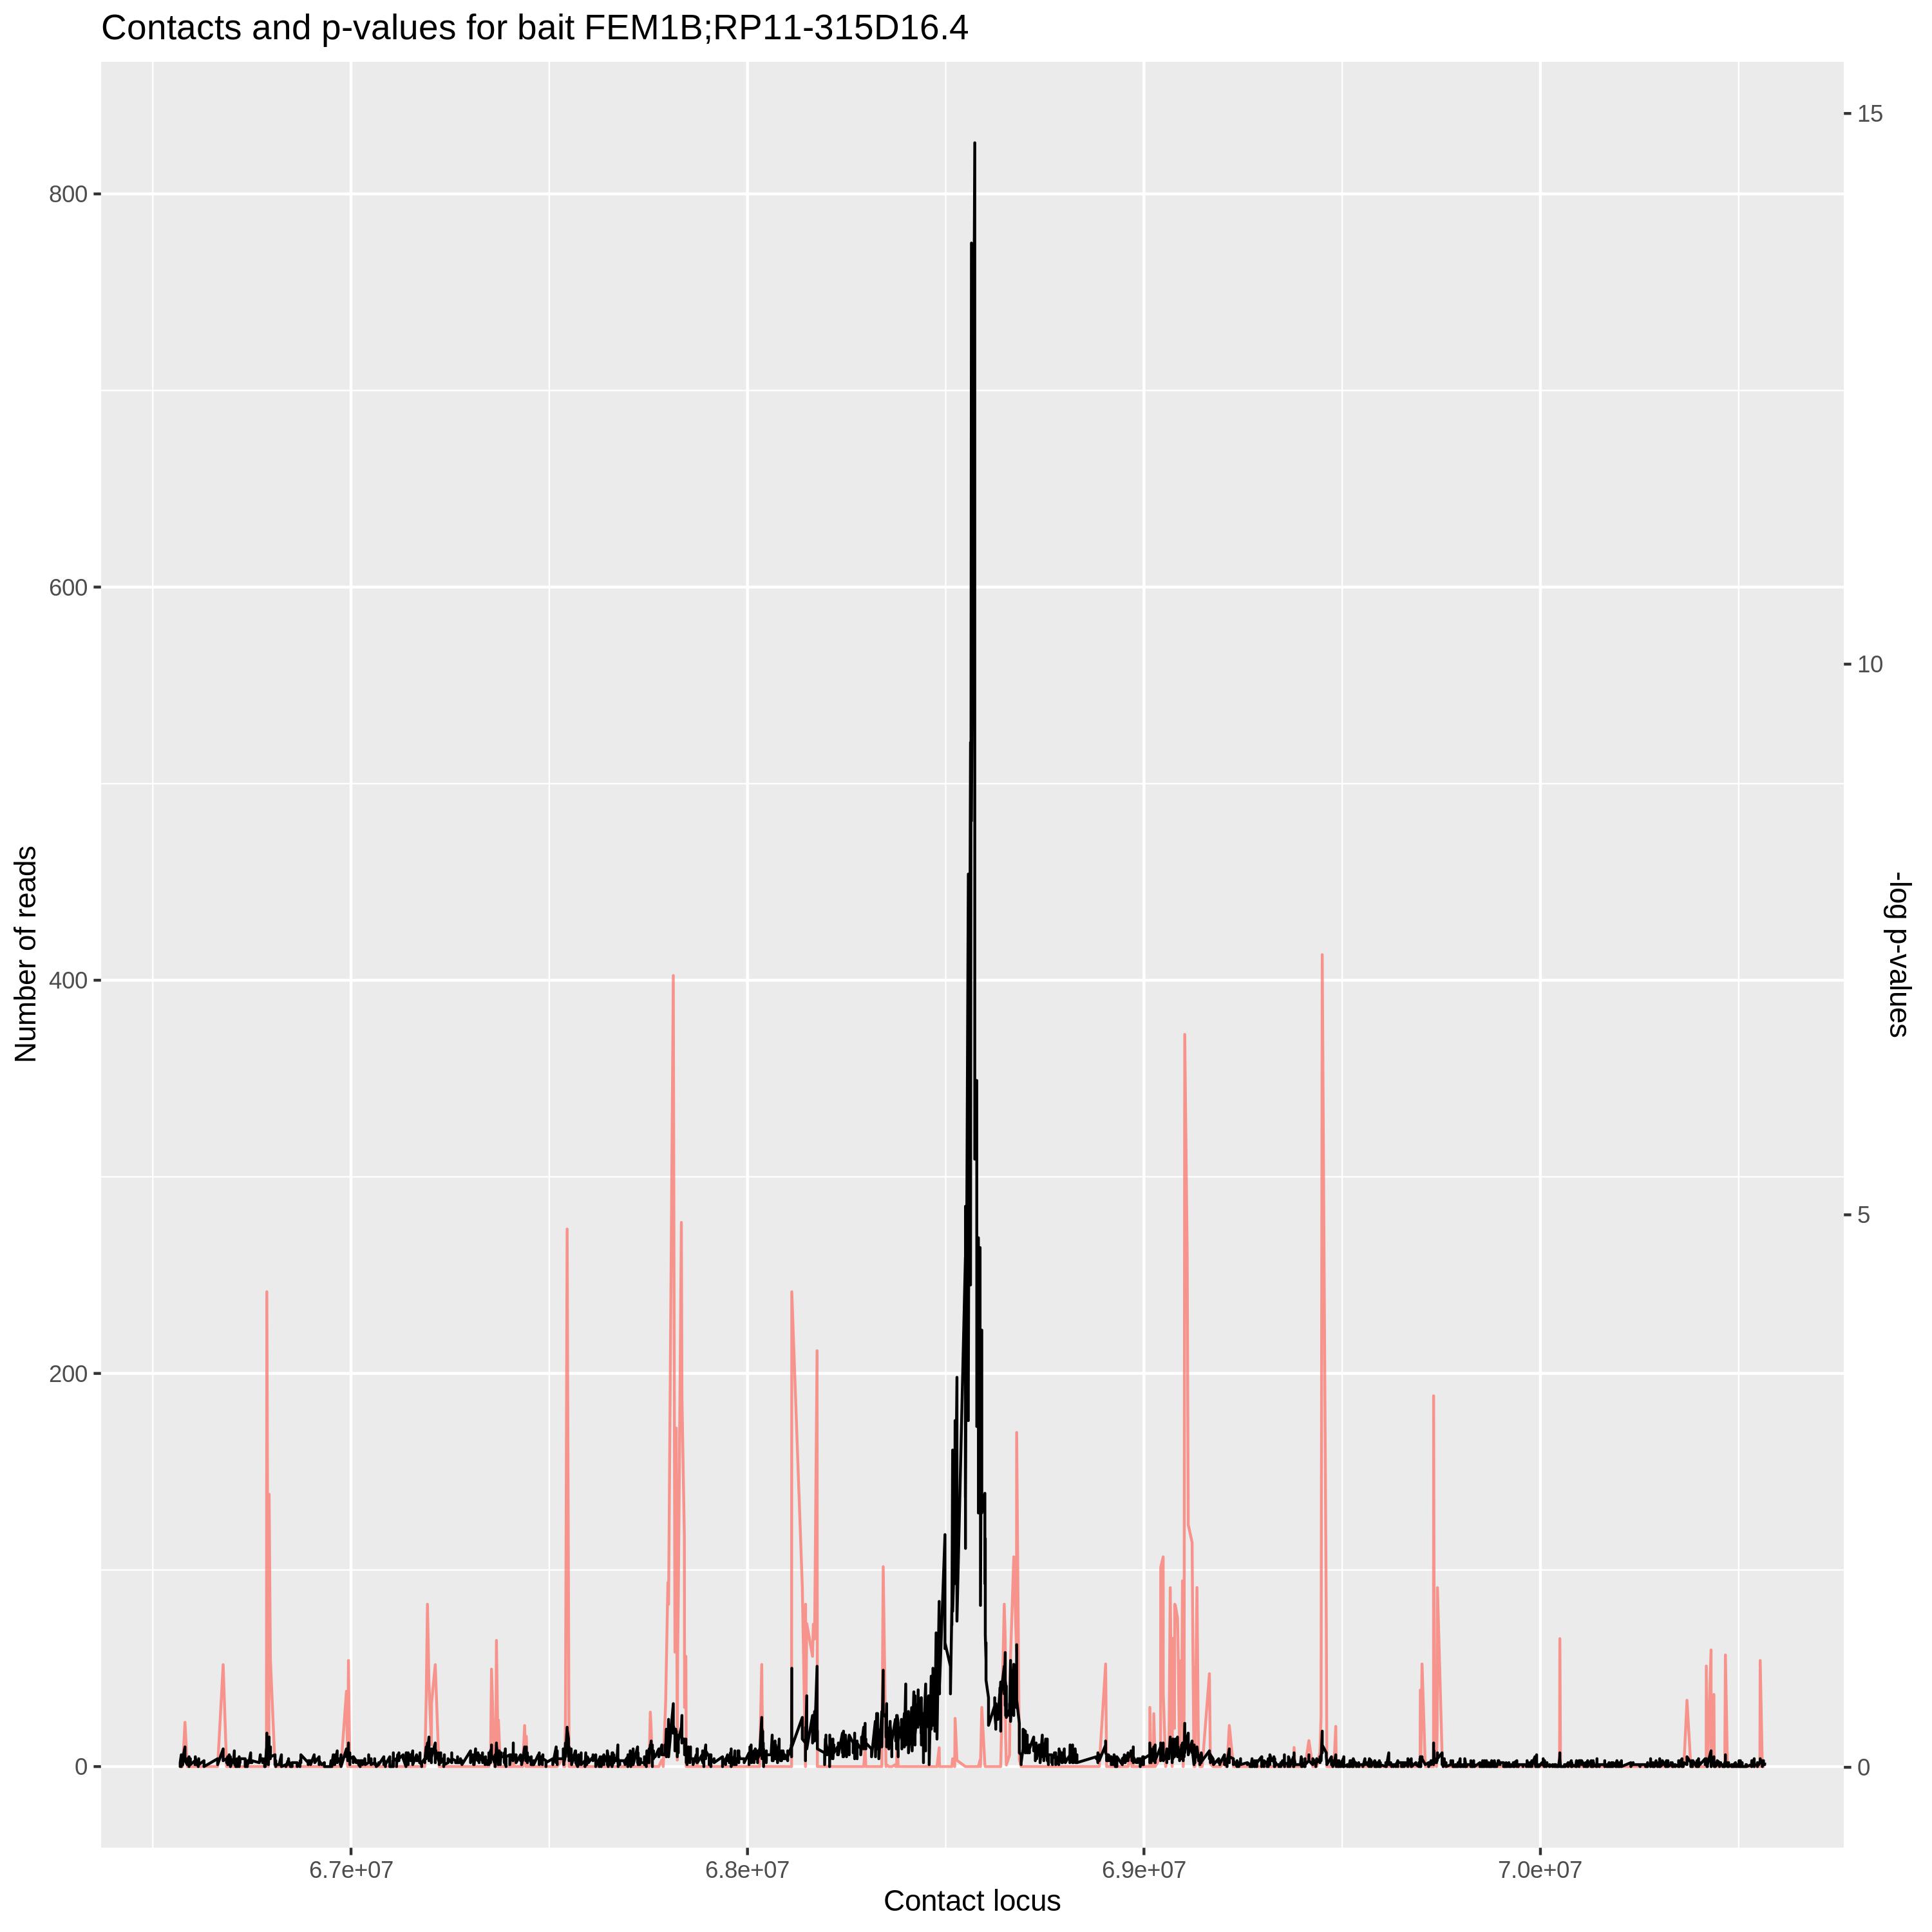 Contacts and p-values for bait FEM1B;RP11-315D16.4
15
800
10
600
Number of reads
-log p-values
400
5
200
0
0
6.7e+07
6.8e+07
6.9e+07
7.0e+07
Contact locus